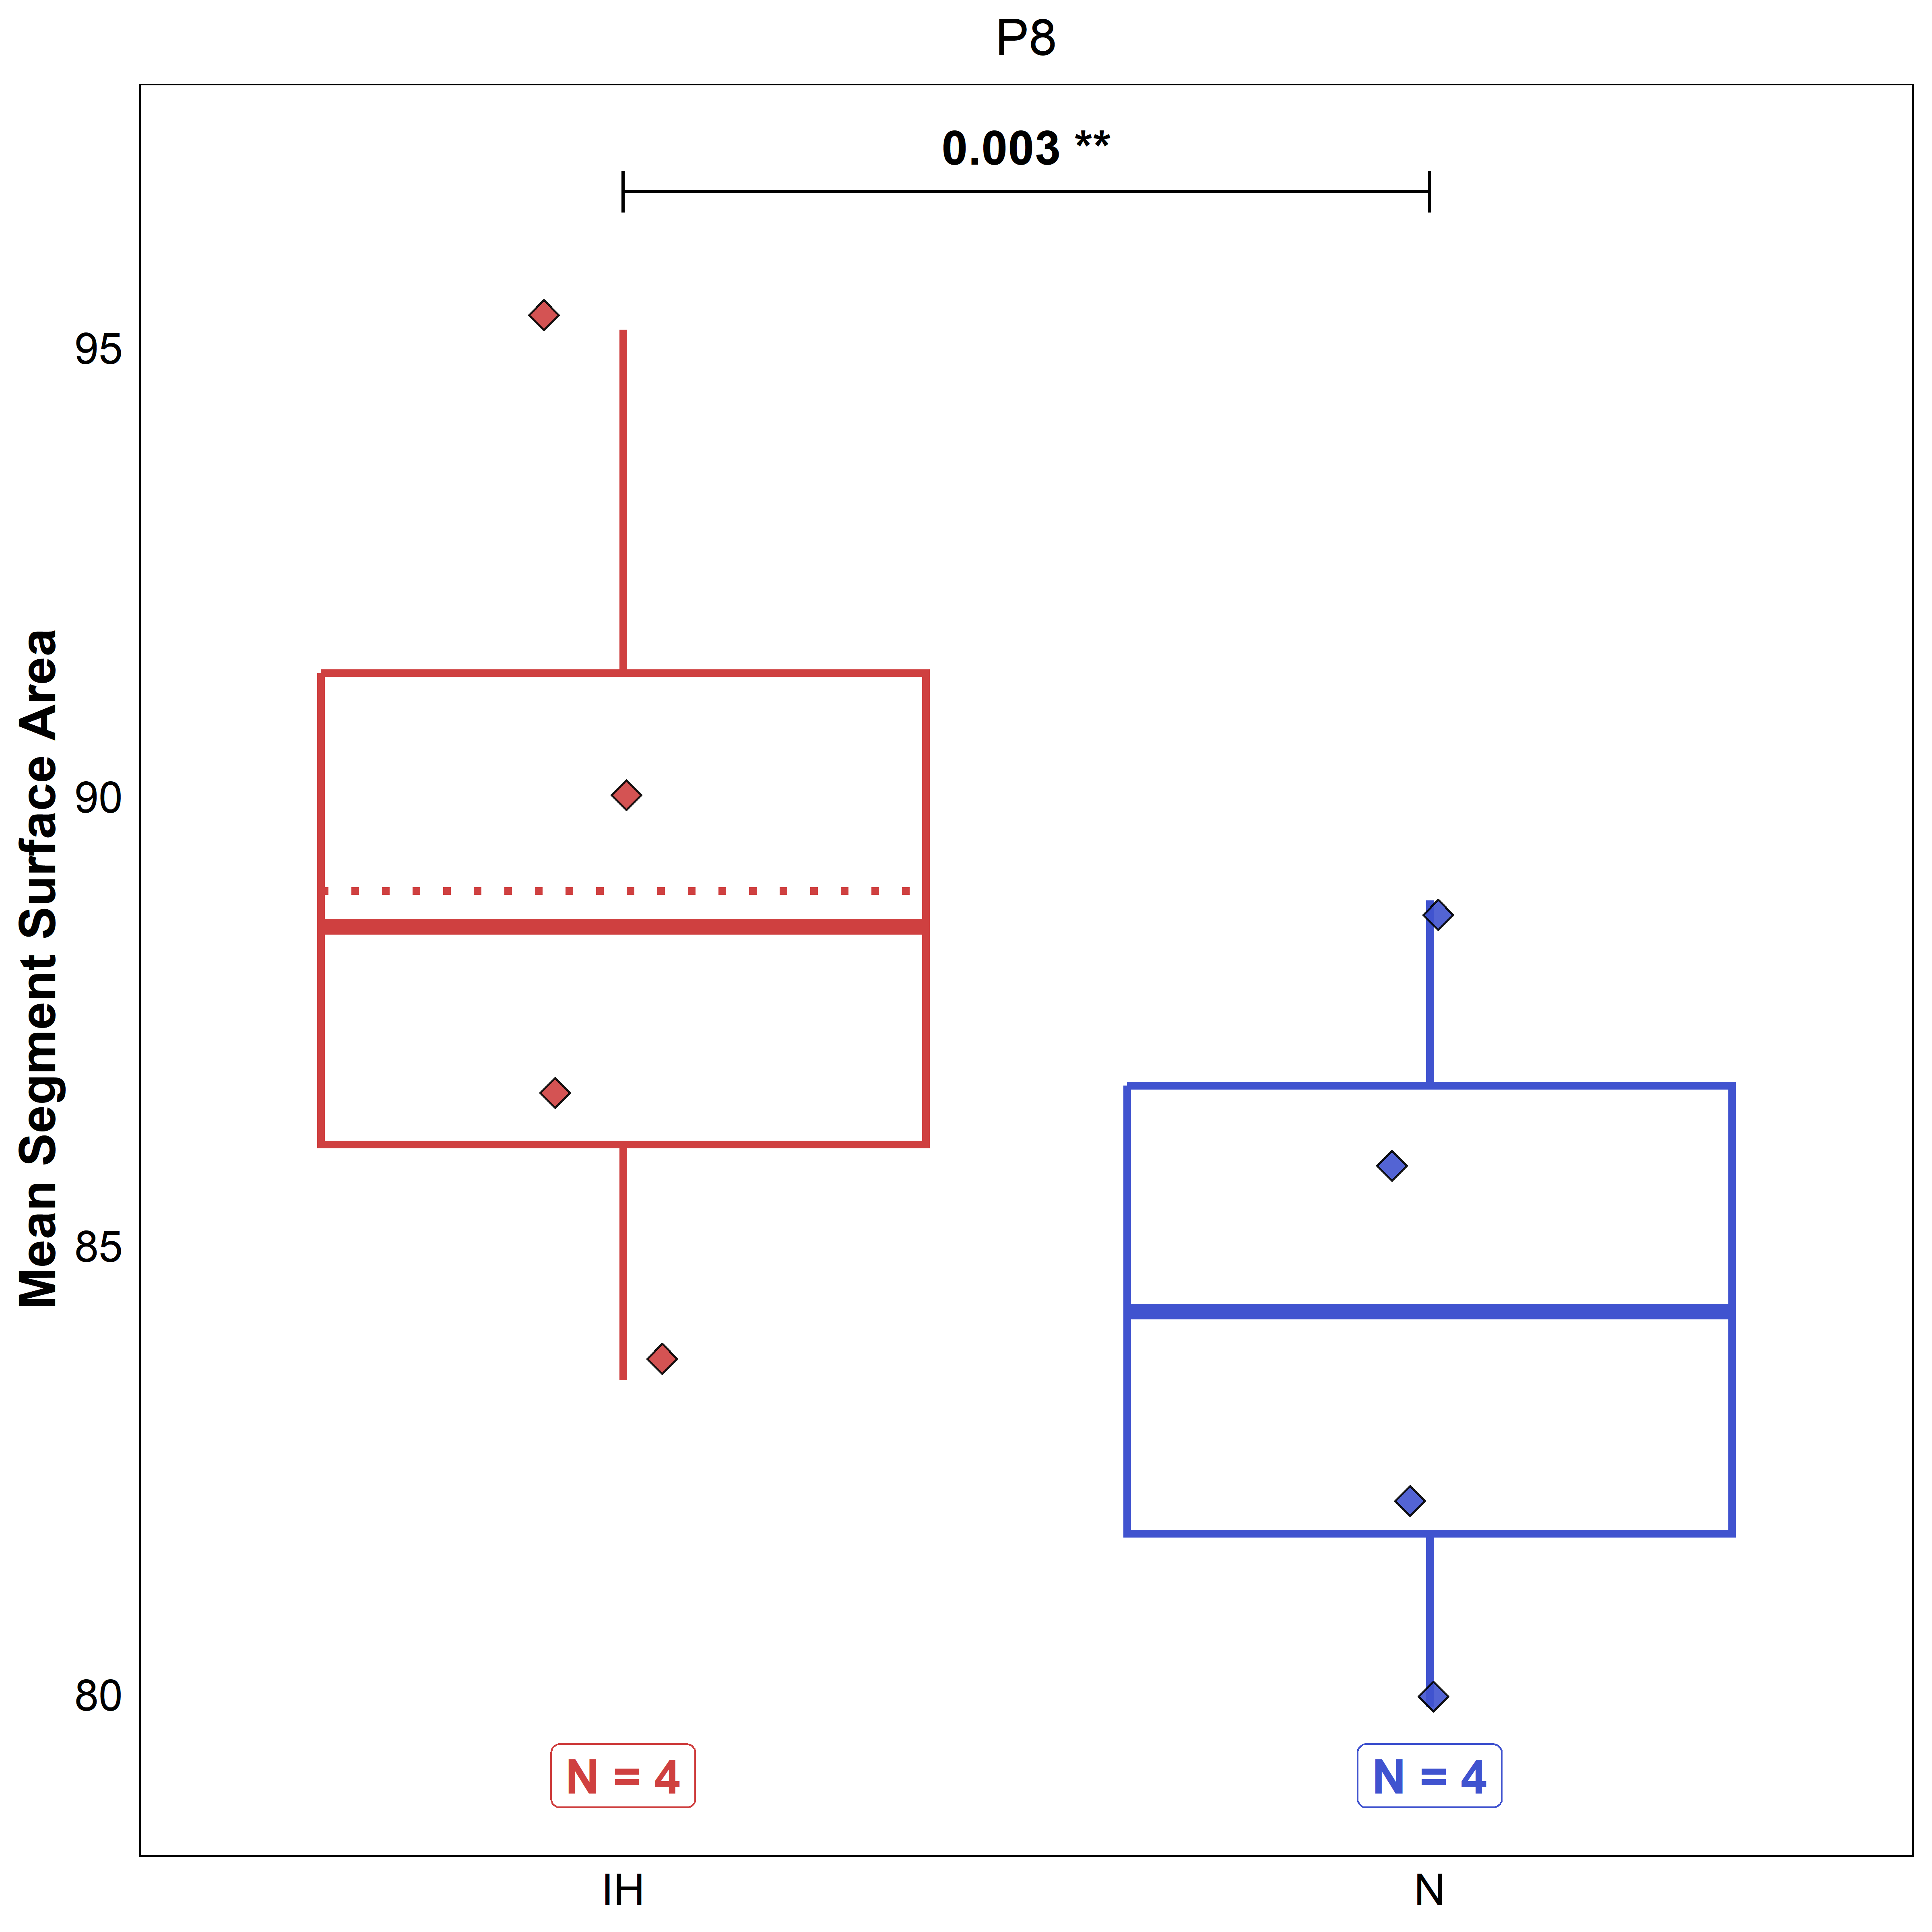 P8
0.003 **
Mean Segment Surface Area
95
90
85
80
N = 4
N = 4
IH
N